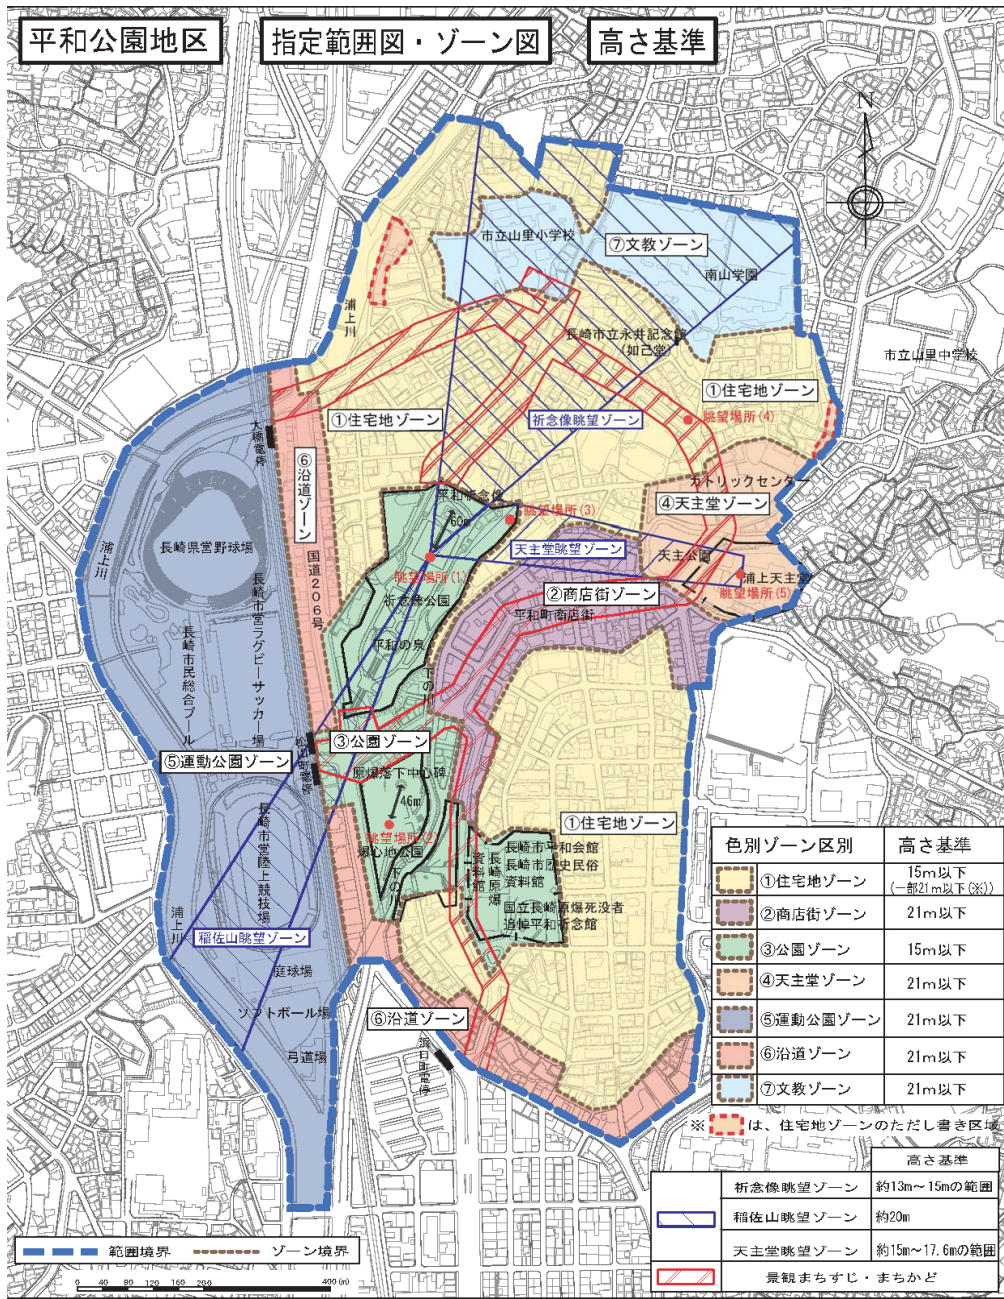 平和公園地区
指定範囲図・ゾーン図
高さ基準
N
市立山里小学校
⑦文教ゾーン
南山学園
浦上川
長崎市立永井記念館
(如己堂)
市立山里中学校
①住宅地ゾーン
①住宅地ゾーン
祈念像眺望ゾーン
眺望場所(4)
大橋電停
⑥沿道ゾーン
カトリックセンター
平和祈念像
④天主堂ゾーン
60m
眺望場所(3)
長崎県営野球場
天主堂眺望ゾーン
天主公園
浦上川
国道206号
眺望場所(1)
浦上天主堂
眺望場所(5)
長崎市営ラグビーサッカー場
祈念像公園
②商店街ゾーン
平和町商店街
長崎市民総合プール
平和の泉
下の川
③公園ゾーン
⑤運動公園ゾーン
原爆落下中心碑
46m
長崎市営陸上競技場
眺望場所(2)
爆心地公園
①住宅地ゾーン
下の川
長崎原爆
資料館
長崎市平和会館
長崎市歴史民俗
資料館
国立長崎原爆死没者
追悼平和祈念館
浦上川
稲佐山眺望ゾーン
庭球場
ソフトボール場
⑥沿道ゾーン
弓道場
浜口町電停
色別ゾーン区別
高さ基準
①住宅地ゾーン
15m以下
(一部21m以下(※))
②商店街ゾーン
21m以下
③公園ゾーン
15m以下
④天主堂ゾーン
21m以下
⑤運動公園ゾーン
21m以下
⑥沿道ゾーン
21m以下
⑦文教ゾーン
21m以下
※
は、住宅地ゾーンのただし書き区域
高さ基準
祈念像眺望ゾーン
約13m～15mの範囲
稲佐山眺望ゾーン
約20m
天主堂眺望ゾーン
約15m～17.6mの範囲
景観まちすじ・まちかど
範囲境界
ゾーン境界
0 40 80 120 160 200 400 (m)